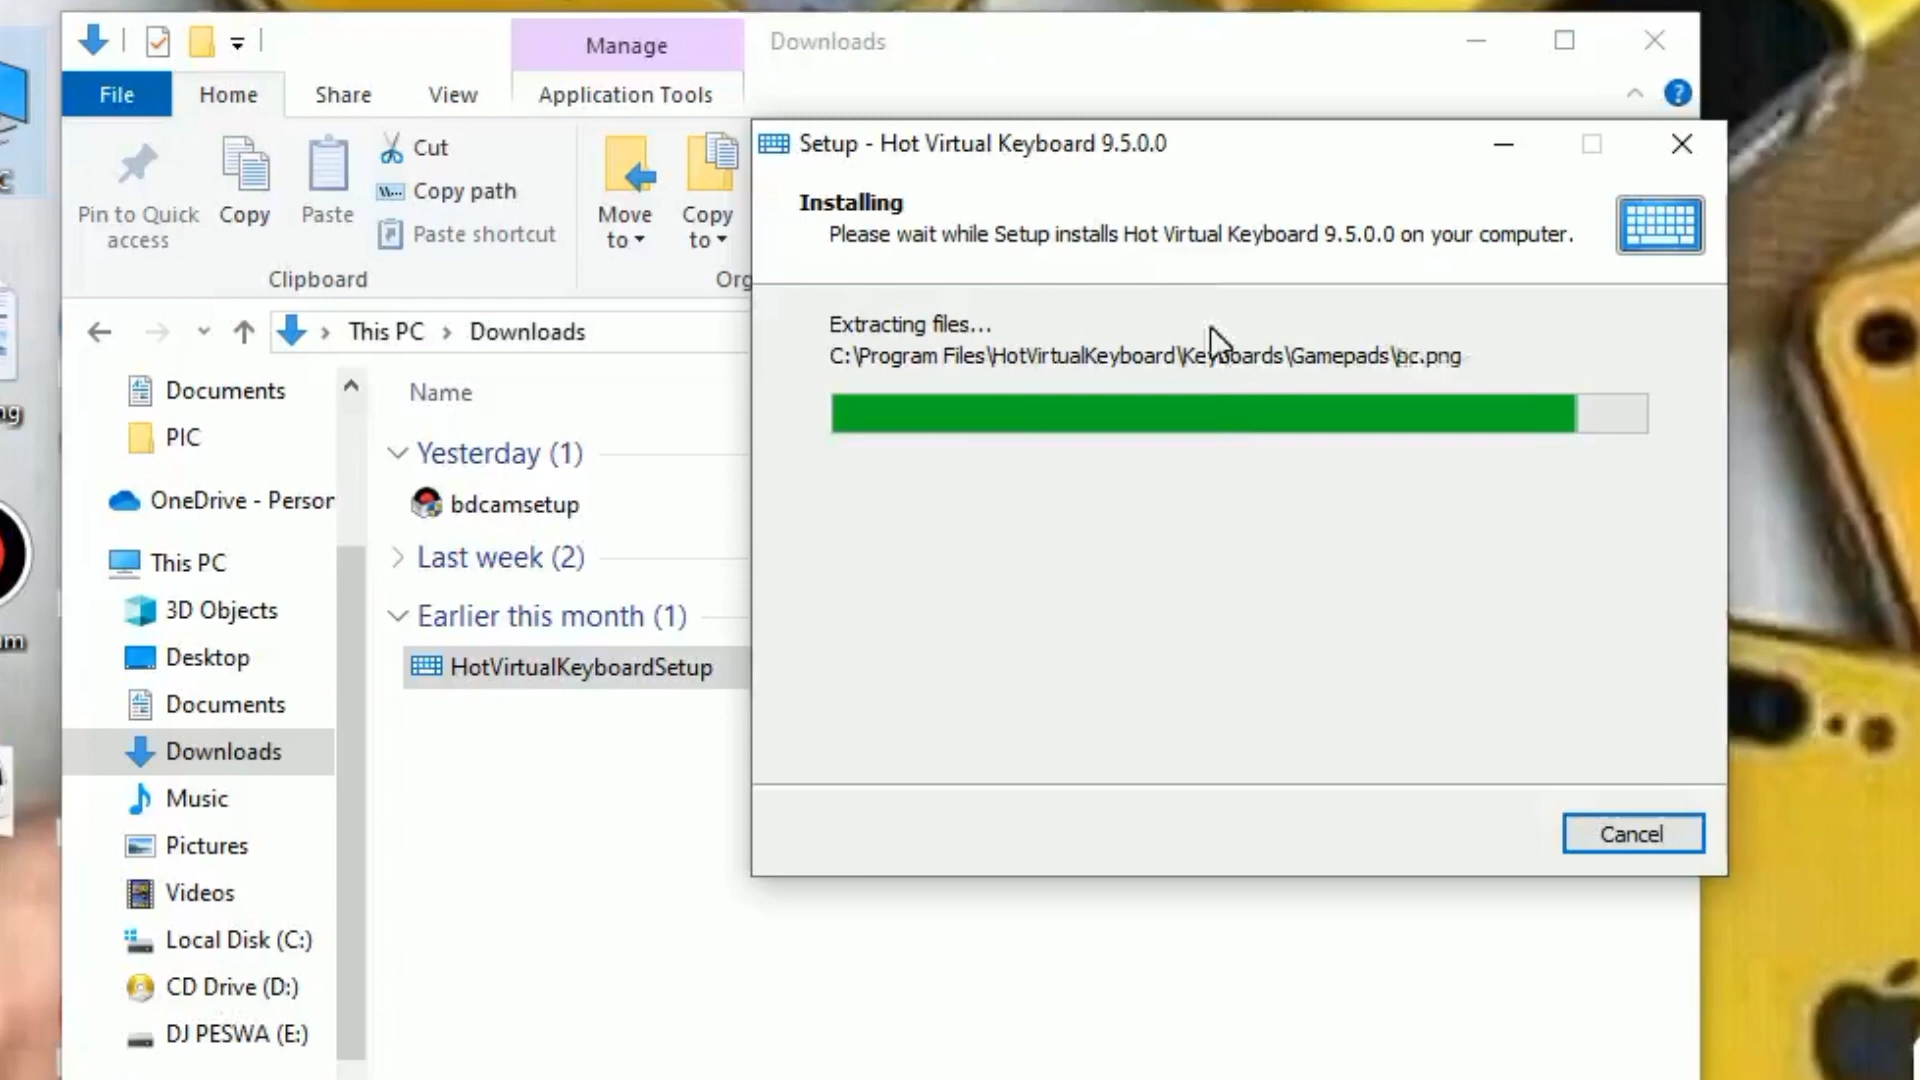 Manage
Downloads
File
Home
Share
View
Application Tools
Pin to Quick access
Copy
Paste
Cut
Copy path
Paste shortcut
Move to
Copy to
Clipboard
Org
This PC
Downloads
Documents
PIC
OneDrive - Person
This PC
3D Objects
Desktop
Documents
Downloads
Music
Pictures
Videos
Local Disk (C:)
CD Drive (D:)
DJ PESWA (E:)
Name
Yesterday (1)
bdcamsetup
Last week (2)
Earlier this month (1)
HotVirtualKeyboardSetup
Setup - Hot Virtual Keyboard 9.5.0.0
Installing
Please wait while Setup installs Hot Virtual Keyboard 9.5.0.0 on your computer.
Extracting files...
C:\Program Files\HotVirtualKeyboard\Keyboards\Gamepads\pc.png
Cancel